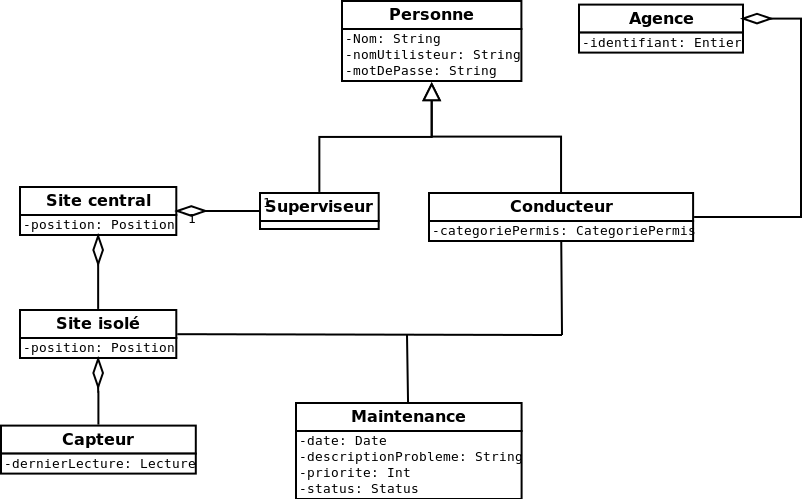 Personne
-Nom: String
-nomUtilisteur: String
-motDePasse: String
Agence
-identifiant: Entier
Site central
-position: Position
1
1
Superviseur
Conducteur
-categoriePermis: CategoriePermis
Site isolé
-position: Position
Maintenance
-date: Date
-descriptionProbleme: String
-priorite: Int
-status: Status
Capteur
-dernierLecture: Lecture